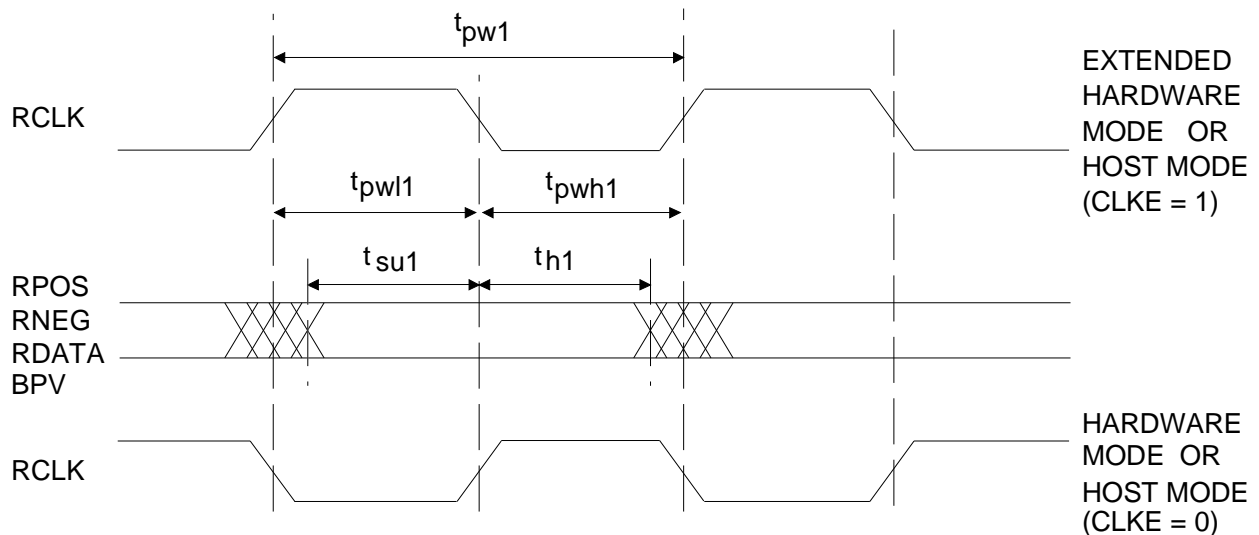 tpw1
EXTENDED
HARDWARE
MODE OR
HOST MODE
(CLKE = 1)
RCLK
tpwl1
tpwh1
tsu1
th1
RPOS
RNEG
RDATA
BPV
RCLK
HARDWARE
MODE OR
HOST MODE
(CLKE = 0)